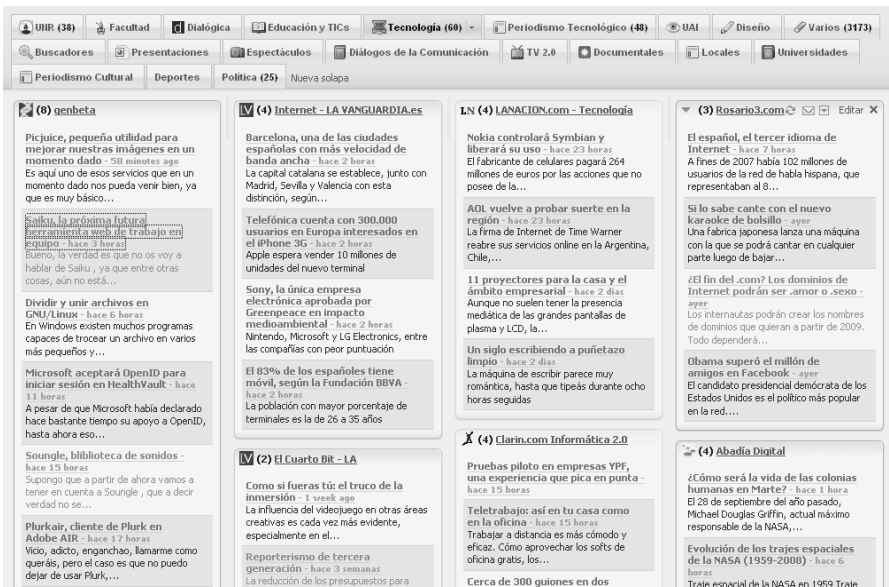 UNR (38) Facultad Dialógica Educación y TICs Tecnología (60) Periodismo Tecnológico (48) UAI Diseño Varios (3173)
Buscadores Presentaciones Espectáculos Diálogos de la Comunicación TV 2.0 Documentales Locales Universidades
Periodismo Cultural Deportes Política (25) Nueva solapa
(8) genbeta
Picjuice, pequeña utilidad para
mejorar nuestras imágenes en un
momento dado - 58 minutes ago
Es aquí uno de esos servicios que en un
momento dado nos pueda venir bien, ya
que es muy básico...
Saiku, la próxima futura
herramienta web de trabajo en
equipo - hace 3 horas
Bueno, la verdad es que no os voy a
hablar de Saiku , ya que entre otras
cosas, aún no está...
Dividir y unir archivos en
GNU/Linux - hace 6 horas
En Windows existen muchos programas
capaces de trocear un archivo en varios
más pequeños y...
Microsoft aceptará OpenID para
iniciar sesión en HealthVault - hace
11 horas
A pesar de que Microsoft había declarado
hace bastante tiempo su apoyo a OpenID,
hasta ahora eso...
Soungle, bliblioteca de sonidos -
hace 15 horas
Supongo que a partir de ahora vamos a
tener en cuenta a Soungle , que a decir
verdad no se...
Plurkair, cliente de Plurk en
Adobe AIR - hace 17 horas
Vicio, adicto, enganchao, llamarme como
queráis, pero el caso es que no puedo
dejar de usar Plurk,...
(4) Internet - LA VANGUARDIA.es
Barcelona, una de las ciudades
españolas con más velocidad de
banda ancha - hace 2 horas
La capital catalana se establece, junto con
Madrid, Sevilla y Valencia con esta
distinción, según...
Telefónica cuenta con 300.000
usuarios en Europa interesados en
el iPhone 3G - hace 2 horas
Apple espera vender 10 millones de
unidades del nuevo terminal
Sony, la única empresa
electrónica aprobada por
Greenpeace en impacto
medioambiental - hace 2 horas
Nintendo, Microsoft y LG Electronics, entre
las compañías con peor puntuación
El 83% de los españoles tiene
móvil, según la Fundación BBVA -
hace 2 horas
La población con mayor porcentaje de
terminales es la de 26 a 35 años
(2) El Cuarto Bit - LA
Como si fueras tú: el truco de la
inmersión - 1 week ago
La influencia del videojuego en otras áreas
creativas es cada vez más evidente,
especialmente en el...
Reporterismo de tercera
generación - hace 3 semanas
La reducción de los presupuestos para
LN (4) LANACION.com - Tecnología
Nokia controlará Symbian y
liberará su uso - hace 23 horas
El fabricante de celulares pagará 264
millones de euros por las acciones que no
posee de la...
AOL vuelve a probar suerte en la
región - hace 23 horas
La firma de Internet de Time Warner
reabre sus servicios online en la Argentina,
Chile,...
11 proyectores para la casa y el
ámbito empresarial - hace 2 dias
Aunque no suelen tener la presencia
mediática de las grandes pantallas de
plasma y LCD, la...
Un siglo escribiendo a puñetazo
limpio - hace 2 dias
La máquina de escribir parece muy
romántica, hasta que tipeás durante ocho
horas seguidas
(4) Clarin.com Informática 2.0
Pruebas piloto en empresas YPF,
una experiencia que pica en punta -
hace 15 horas
Teletrabajo: así en tu casa como
en la oficina - hace 15 horas
Trabajar a distancia es más cómodo y
eficaz. Cómo aprovechar los softs de
oficina gratis, los...
Cerca de 300 guiones en dos
(3) Rosario3.com Editar X
El español, el tercer idioma de
Internet - hace 7 horas
A fines de 2007 había 102 millones de
usuarios de la red de habla hispana, que
representaban al 8...
Si lo sabe cante con el nuevo
karaoke de bolsillo - ayer
Una fabrica japonesa lanza una máquina
con la que se podrá cantar en cualquier
parte luego de bajar...
¿El fin del .com? Los dominios de
Internet podrán ser .amor o .sexo -
ayer
Los internautas podrán crear los nombres
de dominios que quieran a partir de 2009.
Todo dependerá...
Obama superó el millón de
amigos en Facebook - ayer
El candidato presidencial demócrata de los
Estados Unidos es el político más popular
en la red....
(4) Abadía Digital
¿Cómo será la vida de las colonias
humanas en Marte? - hace 1 hora
El 28 de septiembre del año pasado,
Michael Douglas Griffin, actual máximo
responsable de la NASA,...
Evolución de los trajes espaciales
de la NASA (1959-2008) - hace 6
horas
Traje espacial de la NASA en 1959 Traje